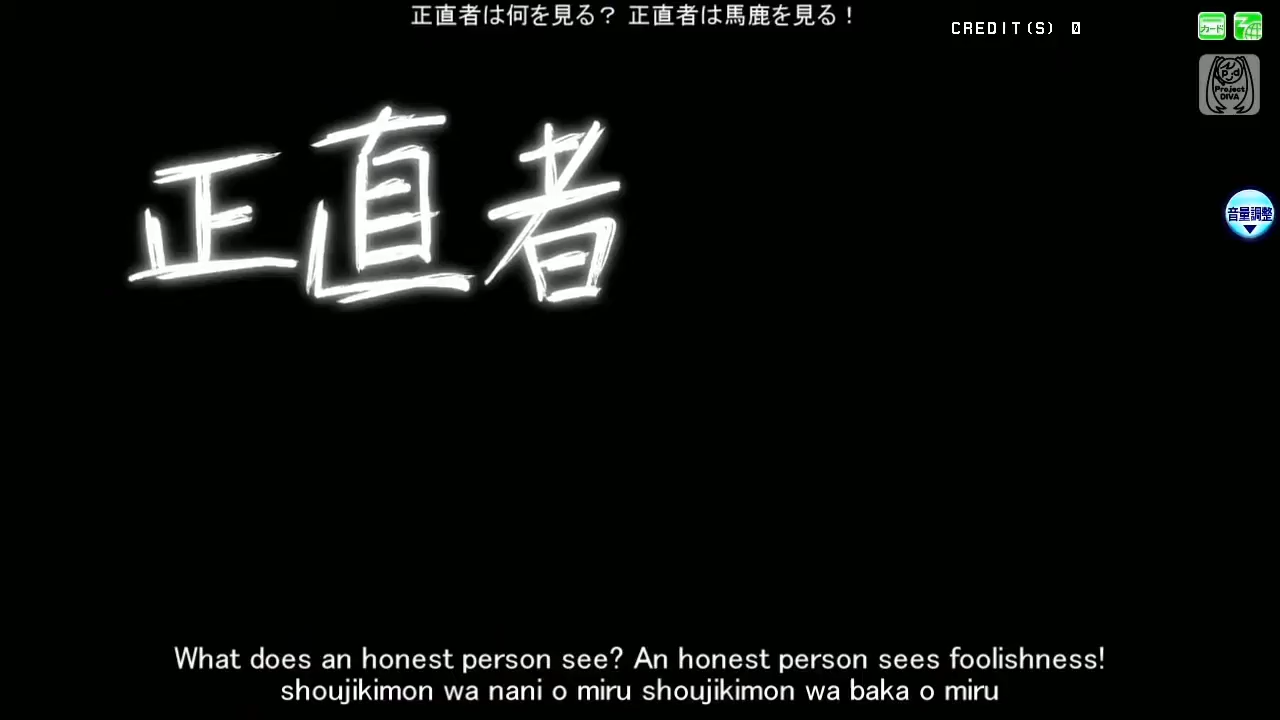 正直者は何を見る？ 正直者は馬鹿を見る！
CREDIT(S) 0
カード
Project
DIVA
音量調整
正直者
What does an honest person see? An honest person sees foolishness!
shoujikimon wa nani o miru shoujikimon wa baka o miru